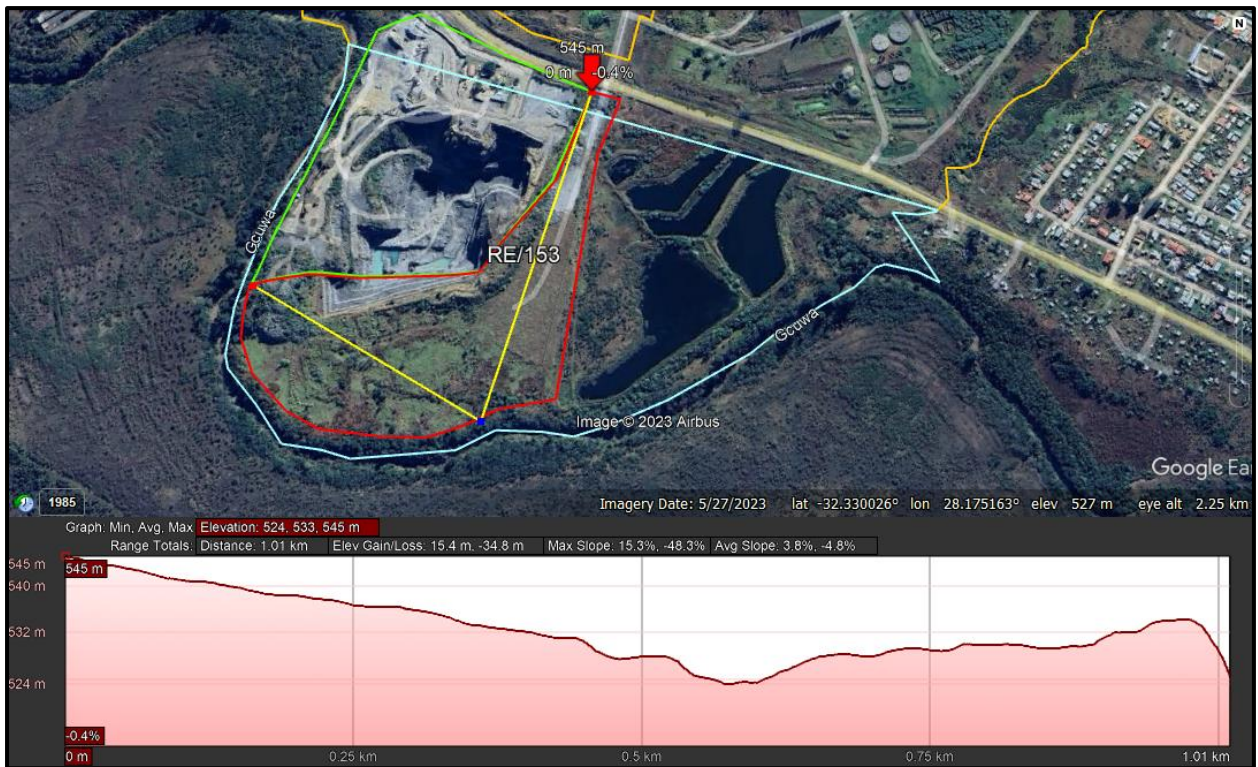 N
545 m
0 m -0.4%
Gcuwa
RE/153
Gcuwa
Image © 2023 Airbus
Google Ea
1985
Imagery Date: 5/27/2023 lat -32.330026° lon 28.175163° elev 527 m eye alt 2.25 km
Graph: Min, Avg, Max Elevation: 524, 533, 545 m
Range Totals: Distance: 1.01 km Elev Gain/Loss: 15.4 m, -34.8 m Max Slope: 15.3%, -48.3% Avg Slope: 3.8%, -4.8%
545 m
545 m
540 m
532 m
524 m
-0.4%
0 m 0.25 km 0.5 km 0.75 km 1.01 km